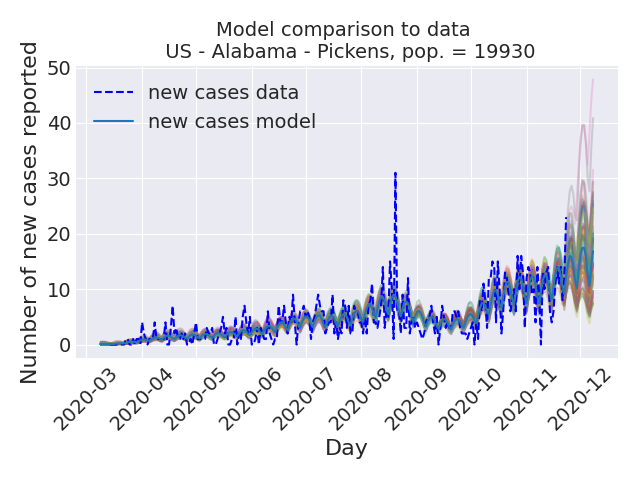 Model comparison to data
US - Alabama - Pickens, pop. = 19930
Number of new cases reported
50
40
30
20
10
0
new cases data
new cases model
2020-03
2020-04
2020-05
2020-06
2020-07
2020-08
2020-09
2020-10
2020-11
2020-12
Day